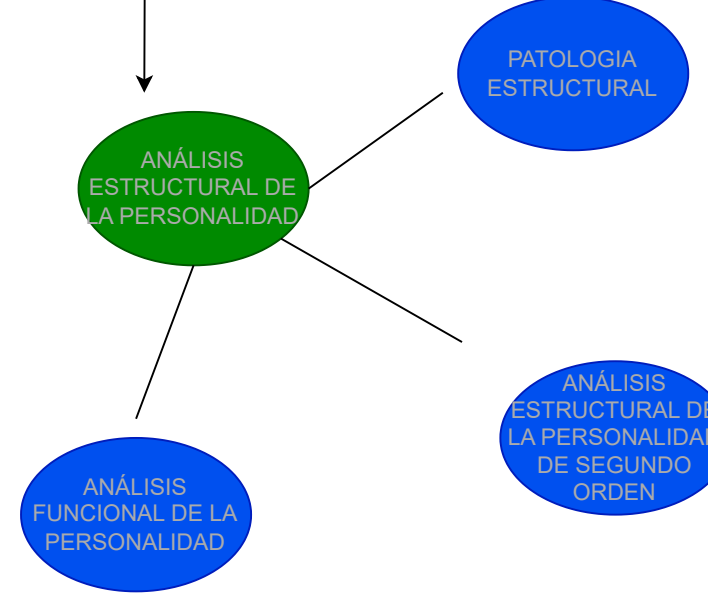 PATOLOGIA
ESTRUCTURAL
ANÁLISIS
ESTRUCTURAL DE
LA PERSONALIDAD
ANÁLISIS
ESTRUCTURAL DE
LA PERSONALIDAD
DE SEGUNDO
ORDEN
ANÁLISIS
FUNCIONAL DE LA
PERSONALIDAD